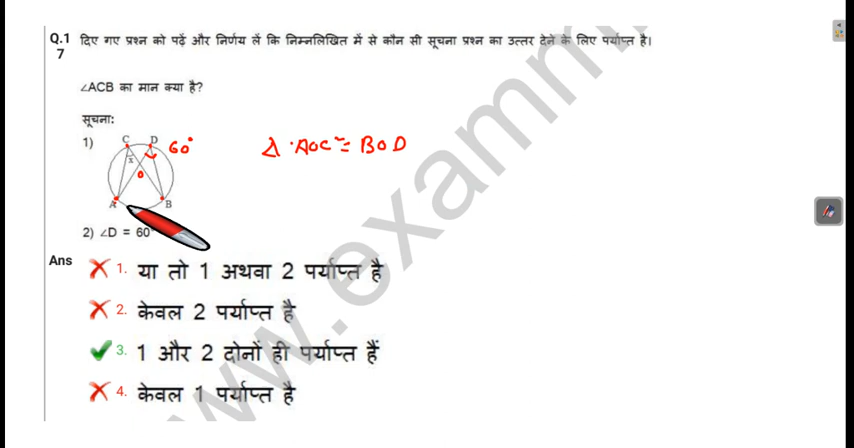 Q.1 दिए गए प्रश्न को पढ़ें और निर्णय लें कि निम्नलिखित में से कौन सी सूचना प्रश्न का उत्तर देने के लिए पर्याप्त है।
7
∠ACB का मान क्या है?
सूचना:
1) C D 60° Δ AOC ≅ BOD
x
O
A B
2) ∠D = 60°
Ans 1. या तो 1 अथवा 2 पर्याप्त है
2. केवल 2 पर्याप्त है
3. 1 और 2 दोनों ही पर्याप्त हैं
4. केवल 1 पर्याप्त है
www.examm